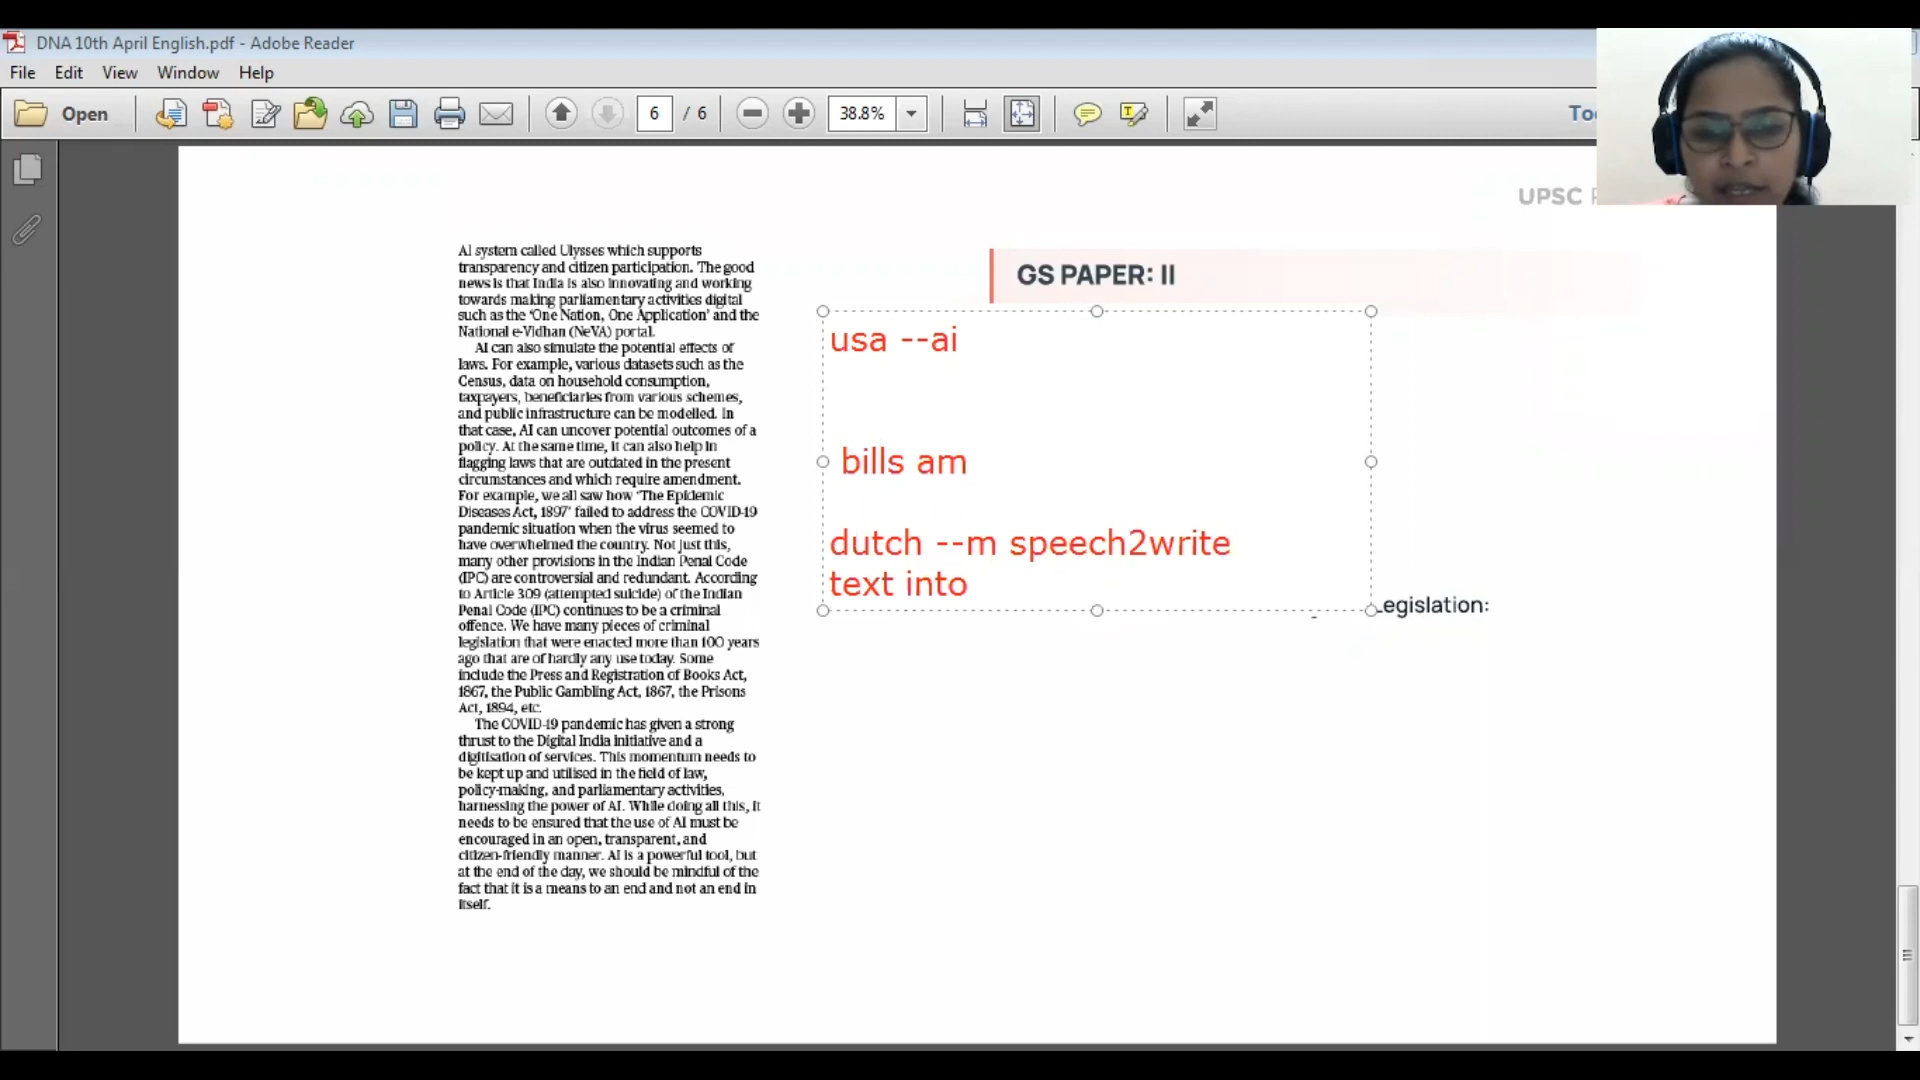 DNA 10th April English.pdf - Adobe Reader
File Edit View Window Help
Open
6 / 6
38.8%
UPSC
AI system called Ulysses which supports
transparency and citizen participation. The good
news is that India is also innovating and working
towards making parliamentary activities digital
such as the 'One Nation, One Application' and the
National e-Vidhan (NeVA) portal.
AI can also simulate the potential effects of
laws. For example, various datasets such as the
Census, data on household consumption,
taxpayers, beneficiaries from various schemes,
and public infrastructure can be modelled. In
that case, AI can uncover potential outcomes of a
policy. At the same time, it can also help in
flagging laws that are outdated in the present
circumstances and which require amendment.
For example, we all saw how 'The Epidemic
Diseases Act, 1897' failed to address the COVID-19
pandemic situation when the virus seemed to
have overwhelmed the country. Not just this,
many other provisions in the Indian Penal Code
(IPC) are controversial and redundant. According
to Article 309 (attempted suicide) of the Indian
Penal Code (IPC) continues to be a criminal
offence. We have many pieces of criminal
legislation that were enacted more than 100 years
ago that are of hardly any use today. Some
include the Press and Registration of Books Act,
1867, the Public Gambling Act, 1867, the Prisons
Act, 1894, etc.
The COVID-19 pandemic has given a strong
thrust to the Digital India initiative and a
digitisation of services. This momentum needs to
be kept up and utilised in the field of law,
policy-making, and parliamentary activities,
harnessing the power of AI. While doing all this, it
needs to be ensured that the use of AI must be
encouraged in an open, transparent, and
citizen-friendly manner. AI is a powerful tool, but
at the end of the day, we should be mindful of the
fact that it is a means to an end and not an end in
itself.
GS PAPER: II
usa --ai
bills am
dutch --m speech2write
text into
Legislation: